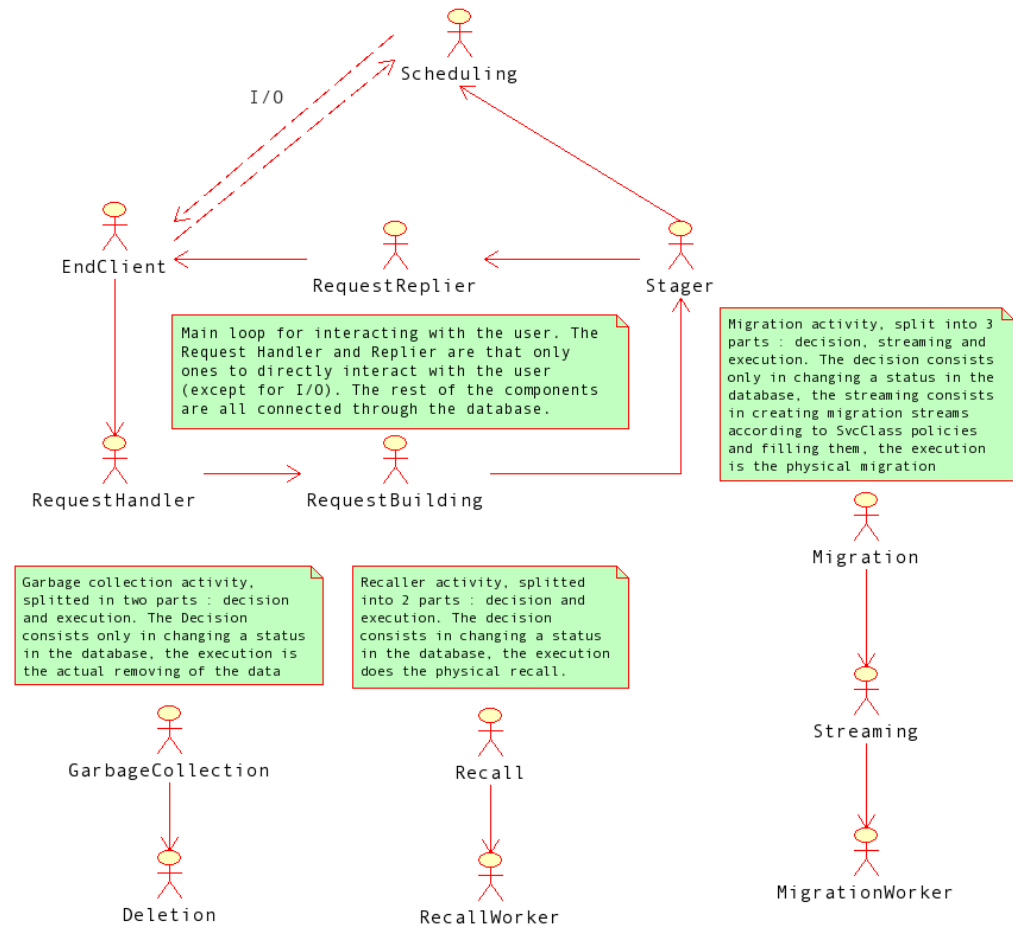 Scheduling
I/O
EndClient
RequestReplier
Stager
Main loop for interacting with the user. The
Request Handler and Replier are that only
ones to directly interact with the user
(except for I/O). The rest of the components
are all connected through the database.
Migration activity, split into 3
parts : decision, streaming and
execution. The decision consists
only in changing a status in the
database, the streaming consists
in creating migration streams
according to SvcClass policies
and filling them, the execution
is the physical migration
RequestHandler
RequestBuilding
Migration
Garbage collection activity,
splitted in two parts : decision
and execution. The Decision
consists only in changing a status
in the database, the execution is
the actual removing of the data
Recaller activity, splitted
into 2 parts : decision and
execution. The decision
consists in changing a status
in the database, the execution
does the physical recall.
Streaming
GarbageCollection
Recall
MigrationWorker
Deletion
RecallWorker